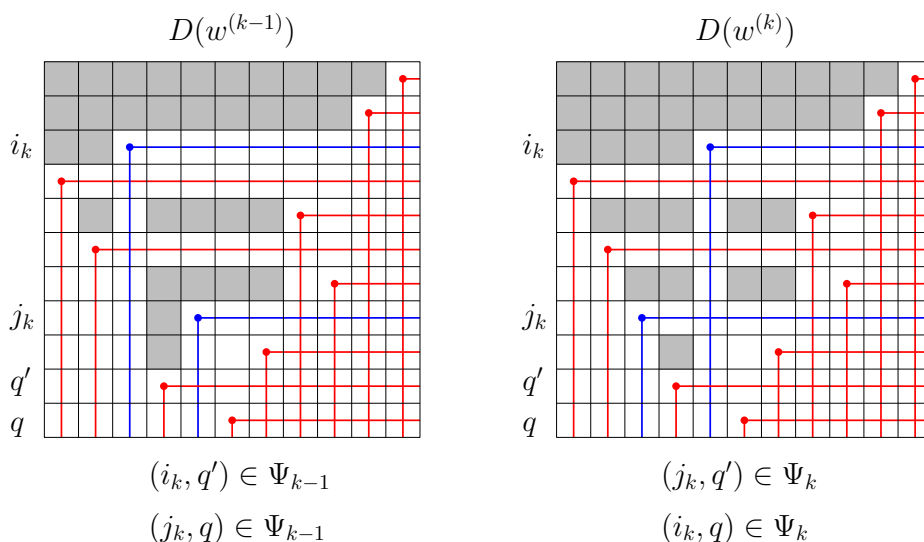 D(w^{(k-1)}) D(w^{(k)})
i_k i_k
j_k j_k
q′ q′
q q
(i_k, q′) ∈ Ψ_{k-1} (j_k, q′) ∈ Ψ_k
(j_k, q) ∈ Ψ_{k-1} (i_k, q) ∈ Ψ_k